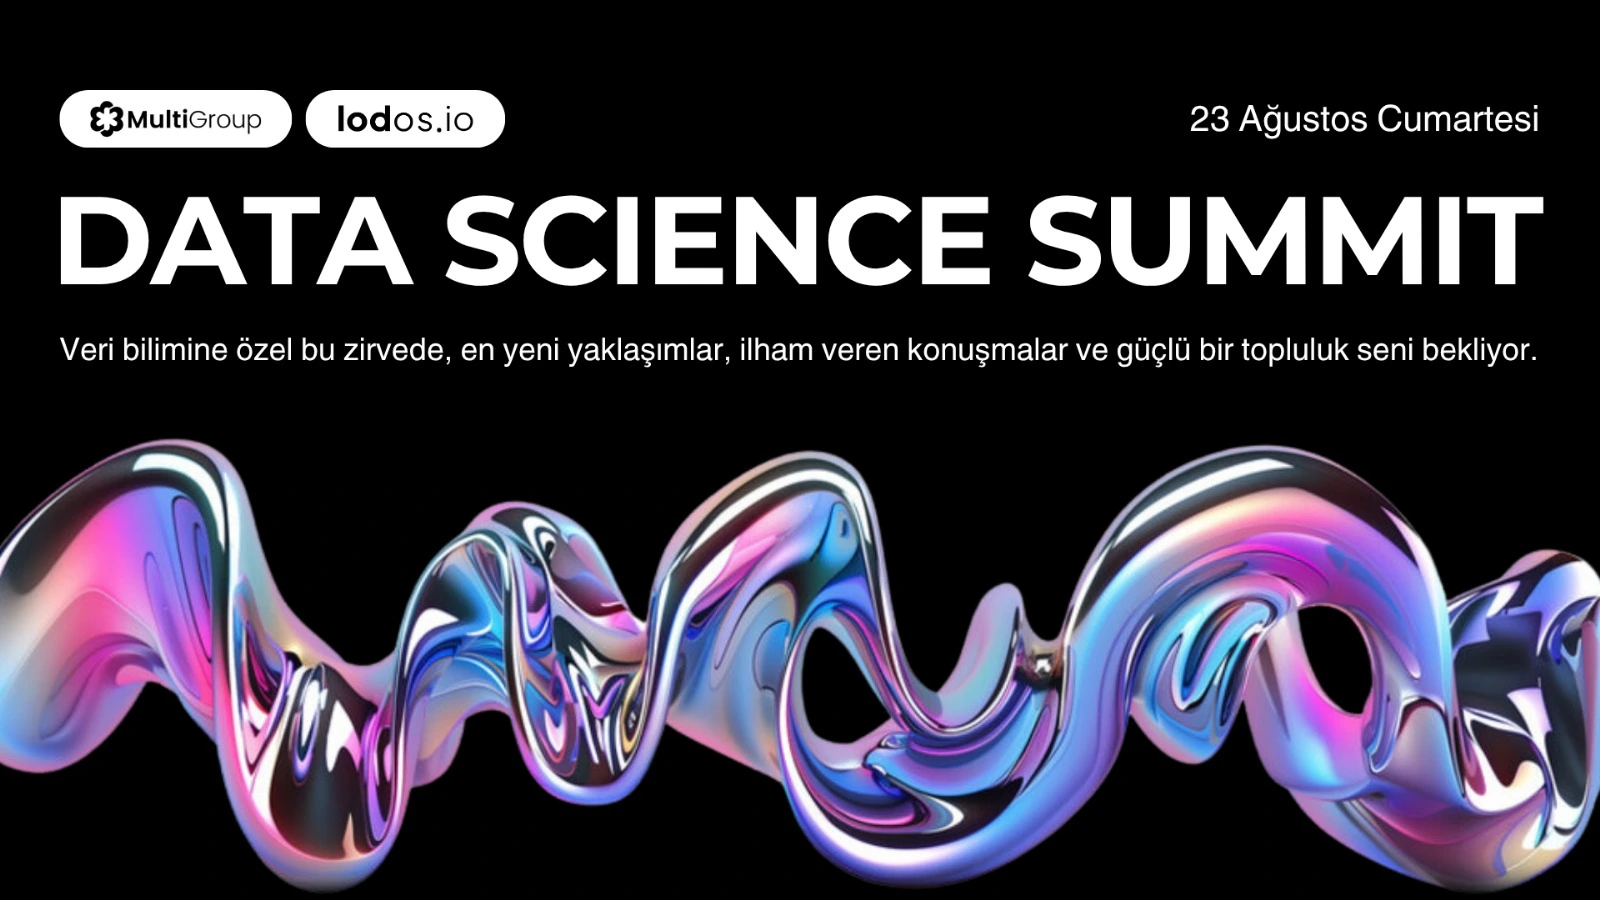 MultiGroup
lodos.io
23 Ağustos Cumartesi
DATA SCIENCE SUMMIT
Veri bilimine özel bu zirvede, en yeni yaklaşımlar, ilham veren konuşmalar ve güçlü bir topluluk seni bekliyor.